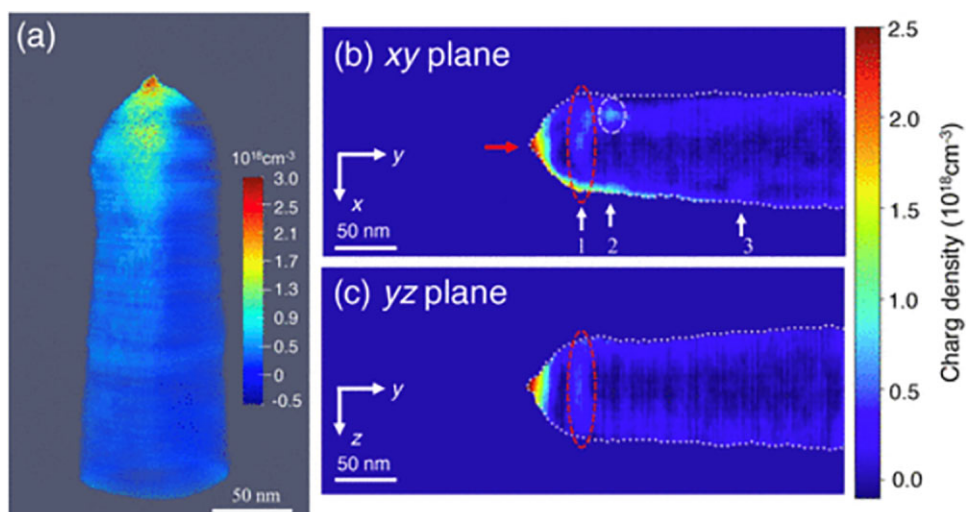 (a)
10¹⁸cm⁻³
3.0
2.5
2.1
1.7
1.3
0.9
0.5
0
-0.5
50 nm
(b) xy plane
y
x
50 nm
1
2
3
(c) yz plane
y
z
50 nm
2.5
2.0
1.5
1.0
0.5
0.0
Charg density (10¹⁸cm⁻³)